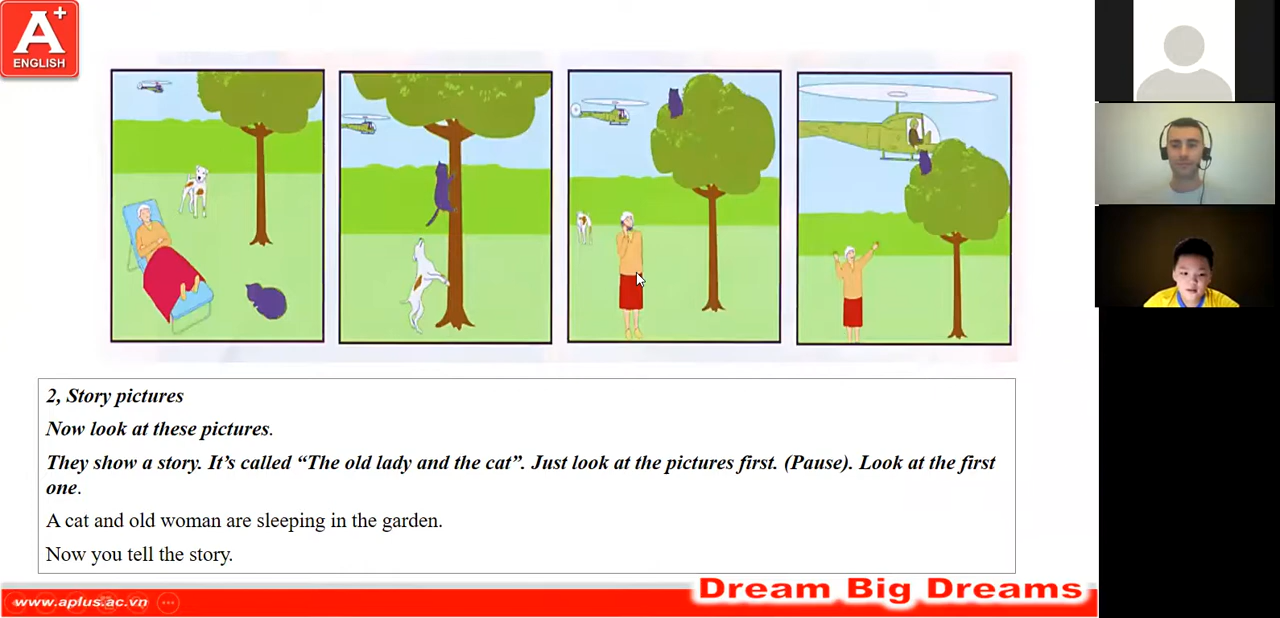 A+
ENGLISH
2, Story pictures
Now look at these pictures.
They show a story. It's called “The old lady and the cat”. Just look at the pictures first. (Pause). Look at the first
one.
A cat and old woman are sleeping in the garden.
Now you tell the story.
Dream Big Dreams
www.aplus.ac.vn